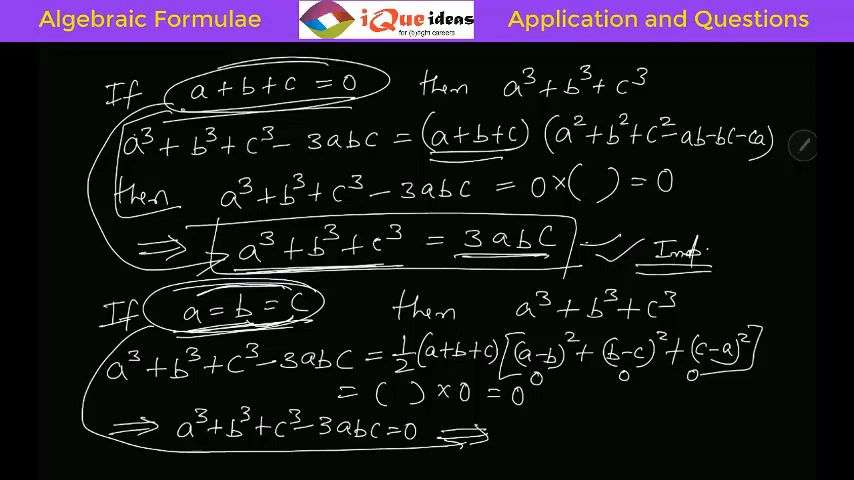 Algebraic Formulae
iQue ideas
for (b)right careers
Application and Questions
If a+b+c = 0 then a³+b³+c³
a³+b³+c³-3abc = (a+b+c) (a²+b²+c²-ab-bc-ca)
then a³+b³+c³-3abc = 0×( ) = 0
⇒ a³+b³+c³ = 3abc ✓ Imp.
If a=b=c then a³+b³+c³
a³+b³+c³-3abc = 1/2 (a+b+c) [(a-b)²+(b-c)²+(c-a)²]
0 0 0
= ( ) × 0 = 0
⇒ a³+b³+c³-3abc=0 ⇒